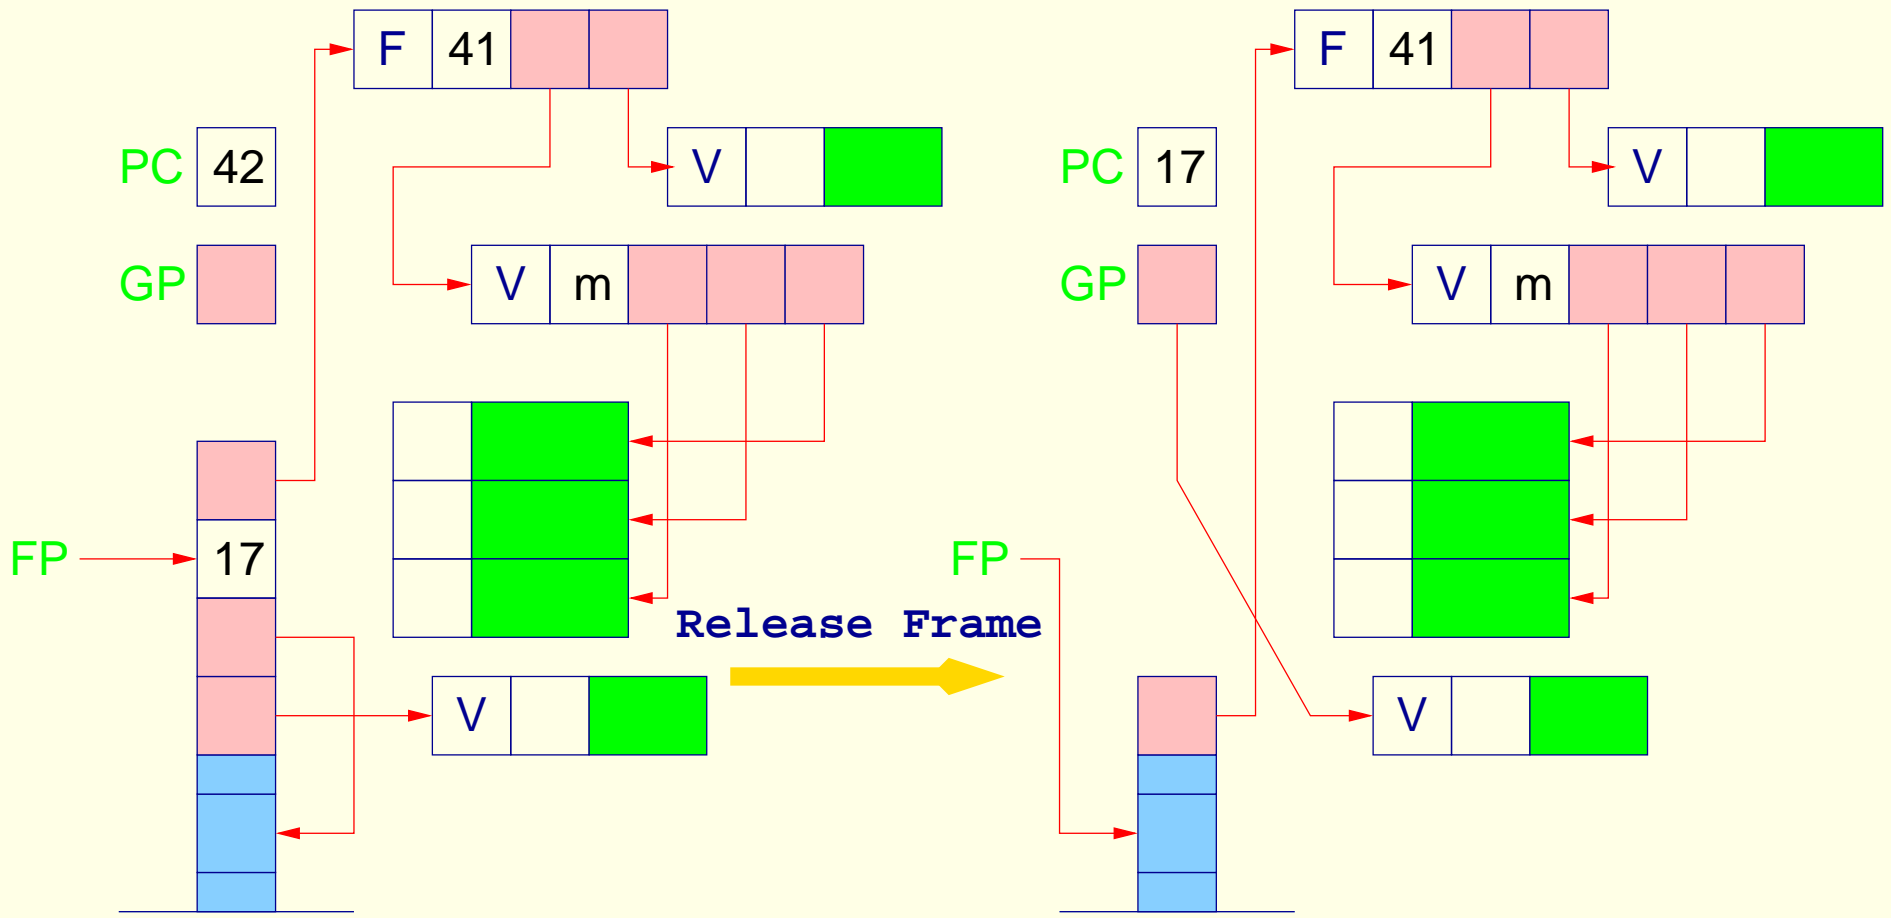 F 41
F 41
PC 42
V
PC 17
V
GP
V m
GP
V m
FP 17
FP
Release Frame
V
V